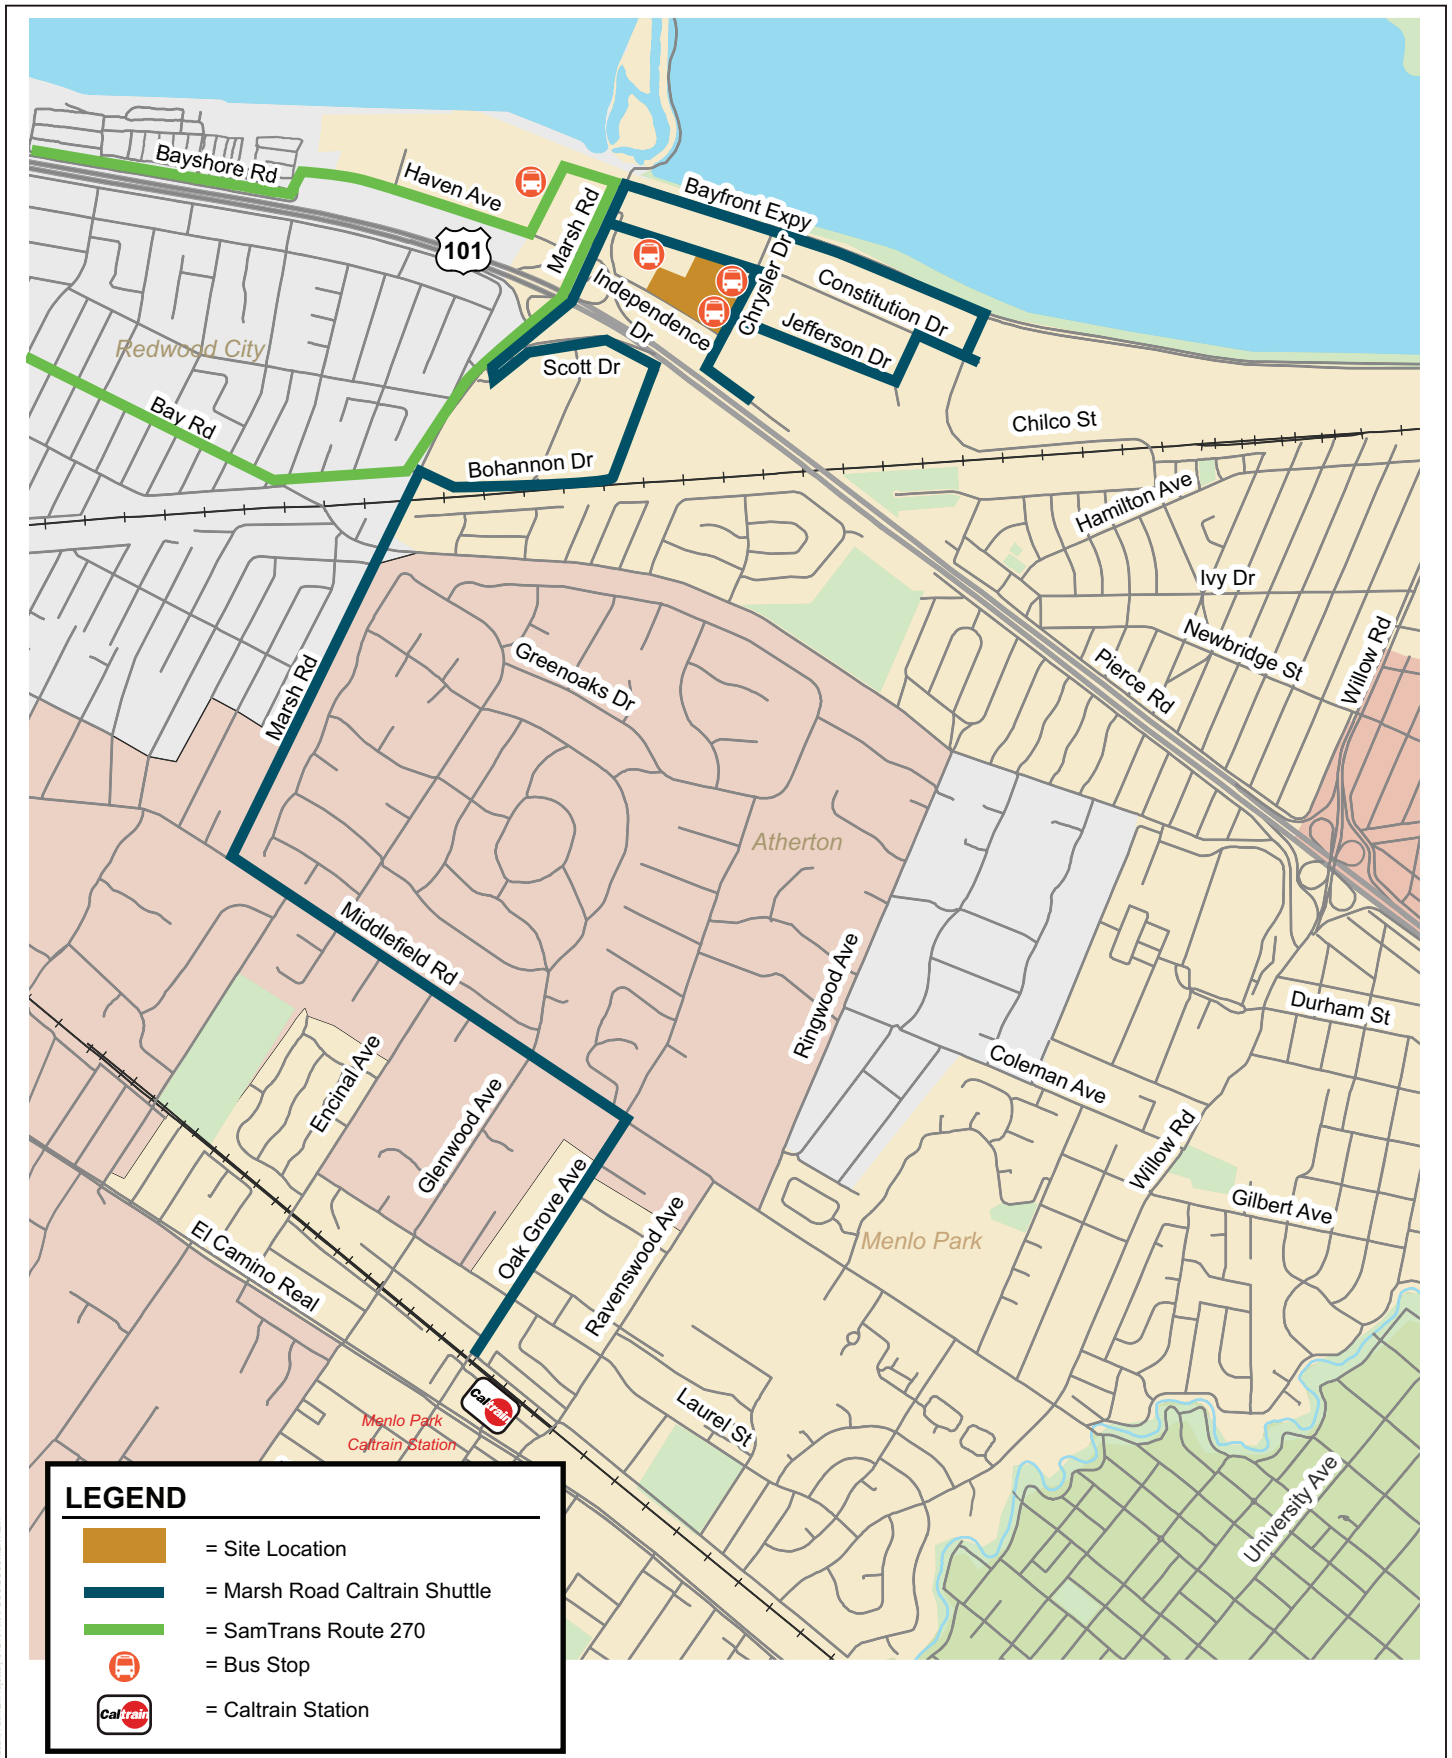 Bayshore Rd
Haven Ave
Marsh Rd
Bayfront Expy
101
Independence
Dr
Chrysler Dr
Constitution Dr
Jefferson Dr
Redwood City
Scott Dr
Bay Rd
Bohannon Dr
Chilco St
Hamilton Ave
Ivy Dr
Newbridge St
Willow Rd
Pierce Rd
Greenoaks Dr
Marsh Rd
Atherton
Middlefield Rd
Ringwood Ave
Durham St
Encinal Ave
Coleman Ave
Glenwood Ave
Willow Rd
Oak Grove Ave
Gilbert Ave
Ravenswood Ave
Menlo Park
El Camino Real
Caltrain
Menlo Park
Caltrain Station
Laurel St
University Ave
LEGEND
= Site Location
= Marsh Road Caltrain Shuttle
= SamTrans Route 270
= Bus Stop
Caltrain
= Caltrain Station